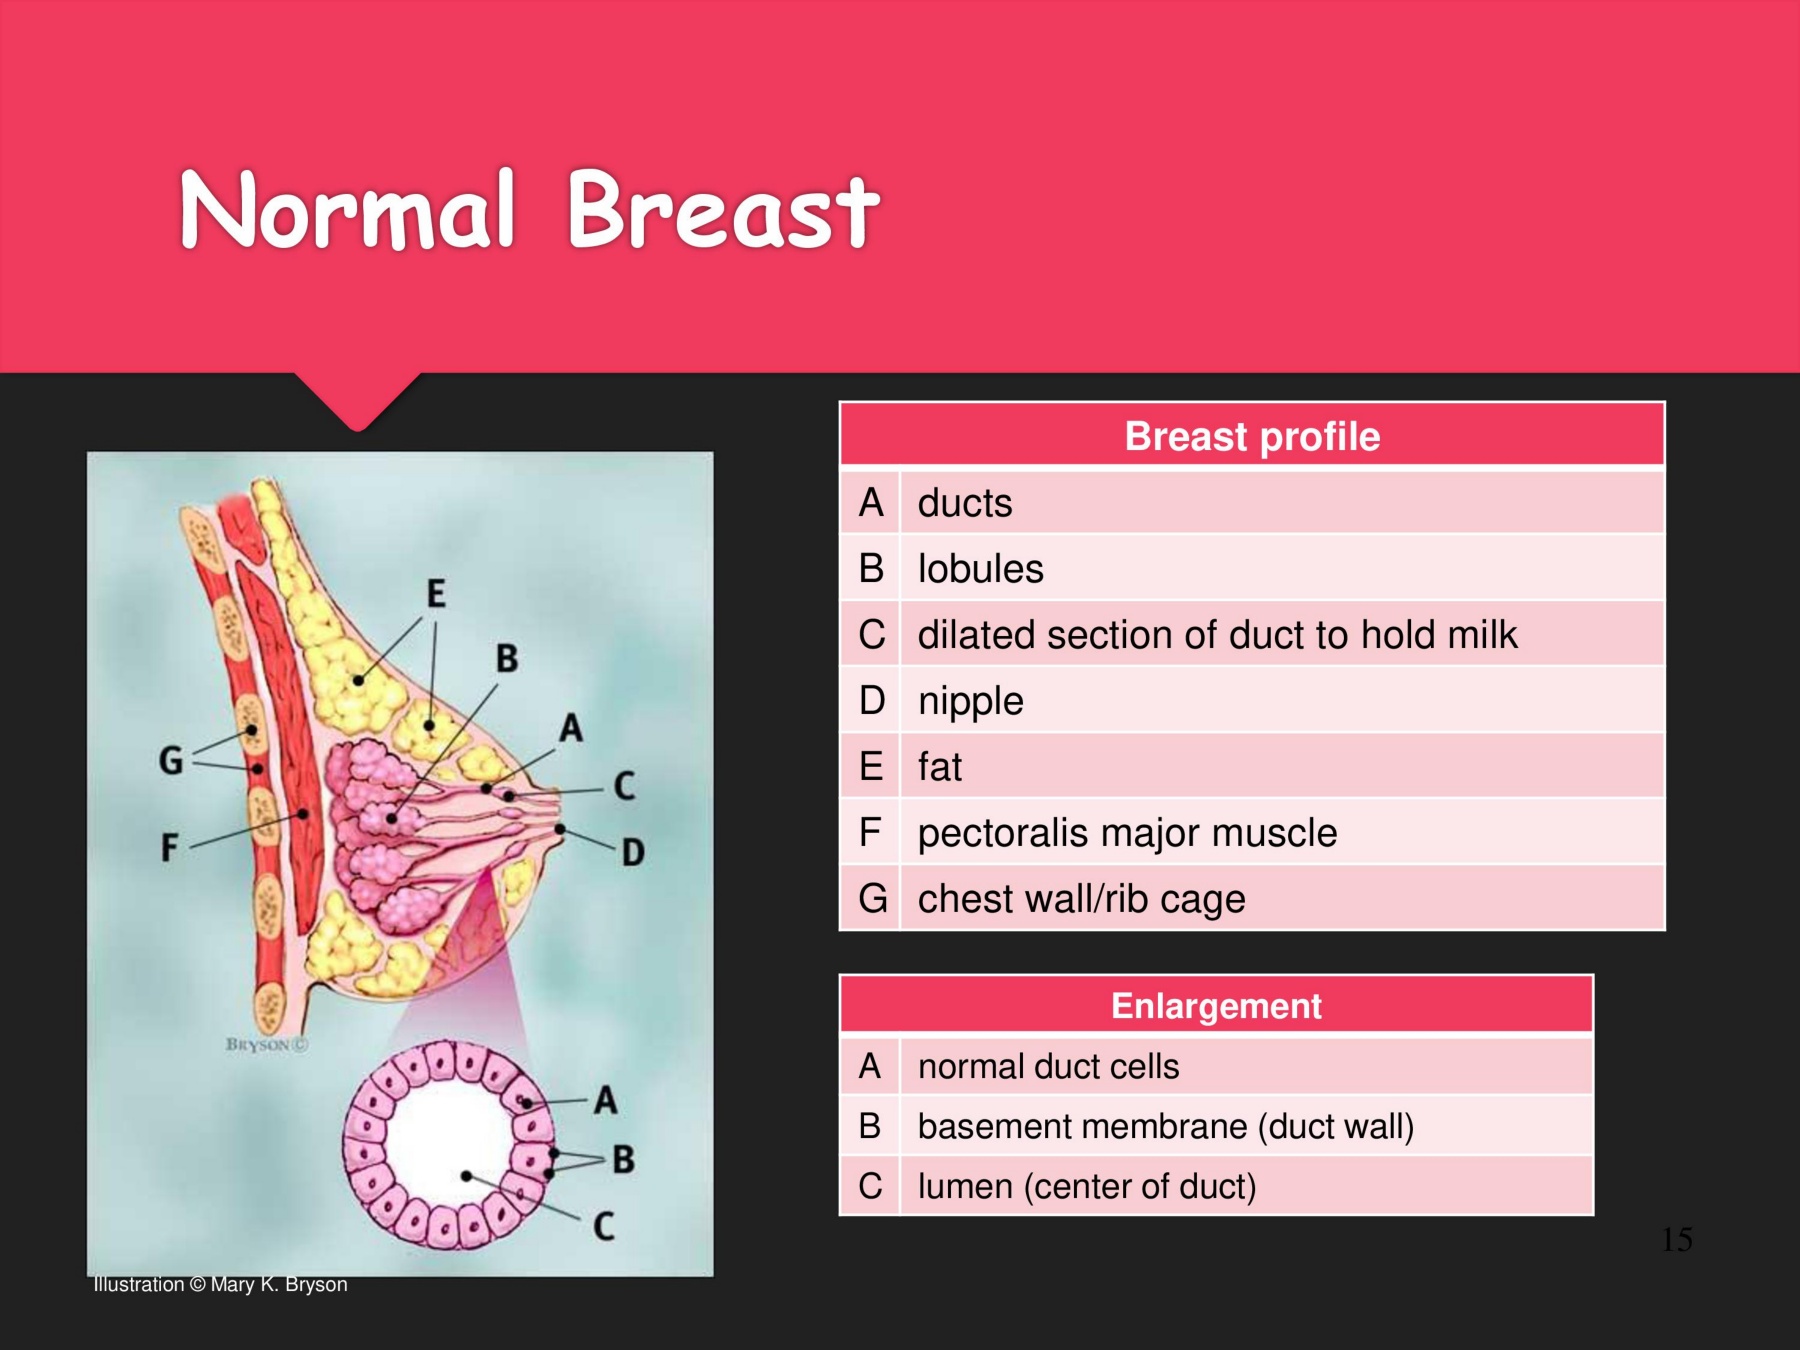 Normal Breast
E
B
A
C
G
F
D
BRYSON©
A
B
C
Illustration © Mary K. Bryson
Breast profile
A ducts
B lobules
C dilated section of duct to hold milk
D nipple
E fat
F pectoralis major muscle
G chest wall/rib cage
Enlargement
A normal duct cells
B basement membrane (duct wall)
C lumen (center of duct)
15